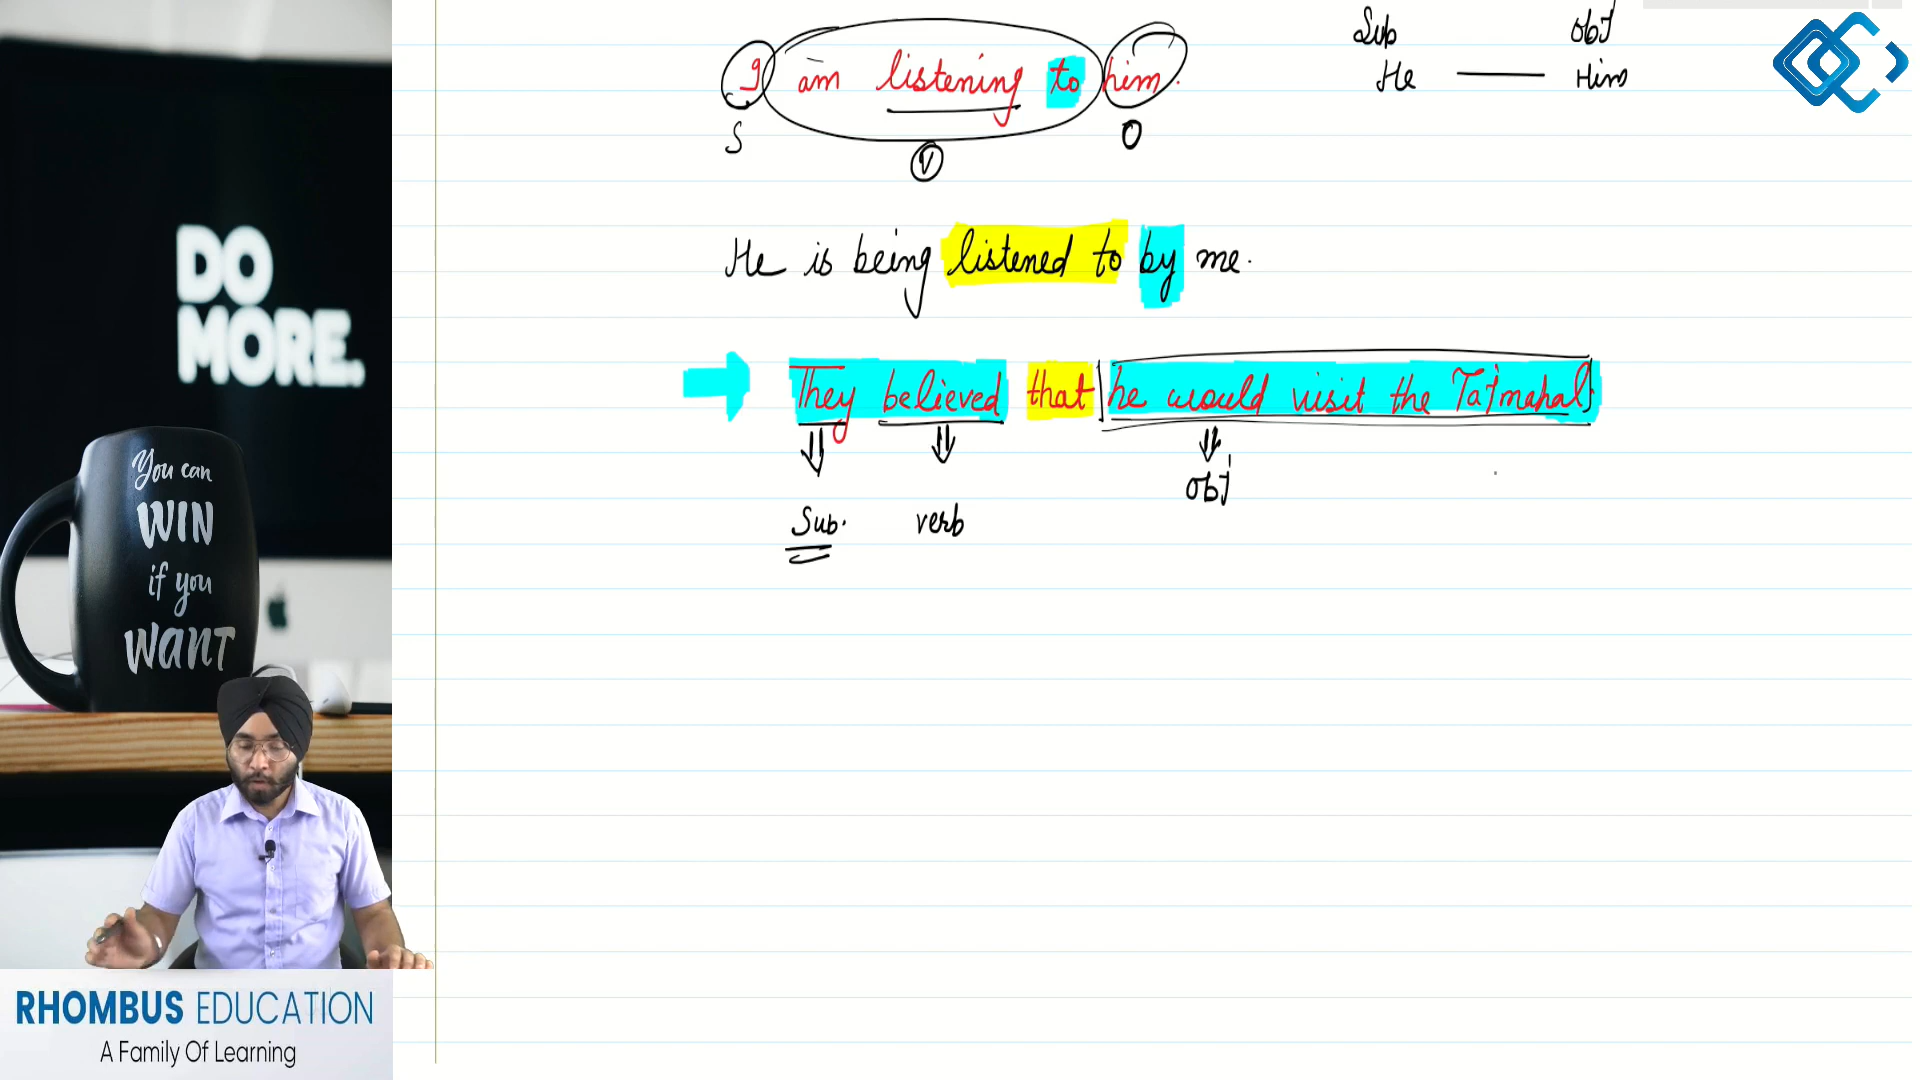 Sub obj
I am listening to him.
He —— Him
S V O
He is being listened to by me.
They believed that [he would visit the Tajmahal].
obj
Sub. verb
DO
MORE.
You can
WIN
if you
WANT
RHOMBUS EDUCATION
A Family Of Learning